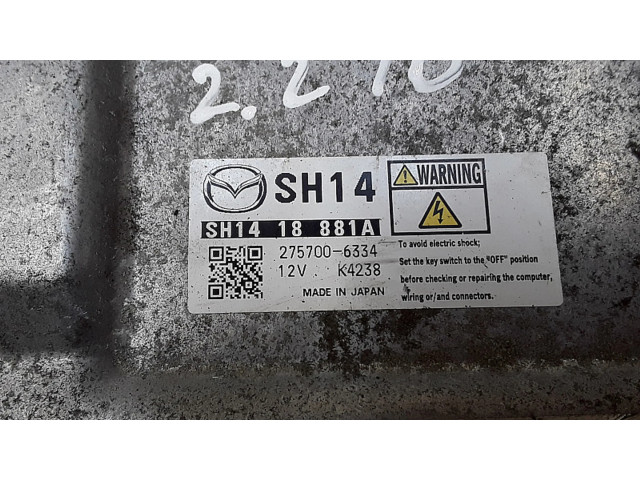 2.2 10
SH14
WARNING
SH14 18 881A
275700-6334
12V. K4238
MADE IN JAPAN
To avoid electric shock;
Set the key switch to the "OFF" position
before checking or repairing the computer,
wiring or/and connectors.